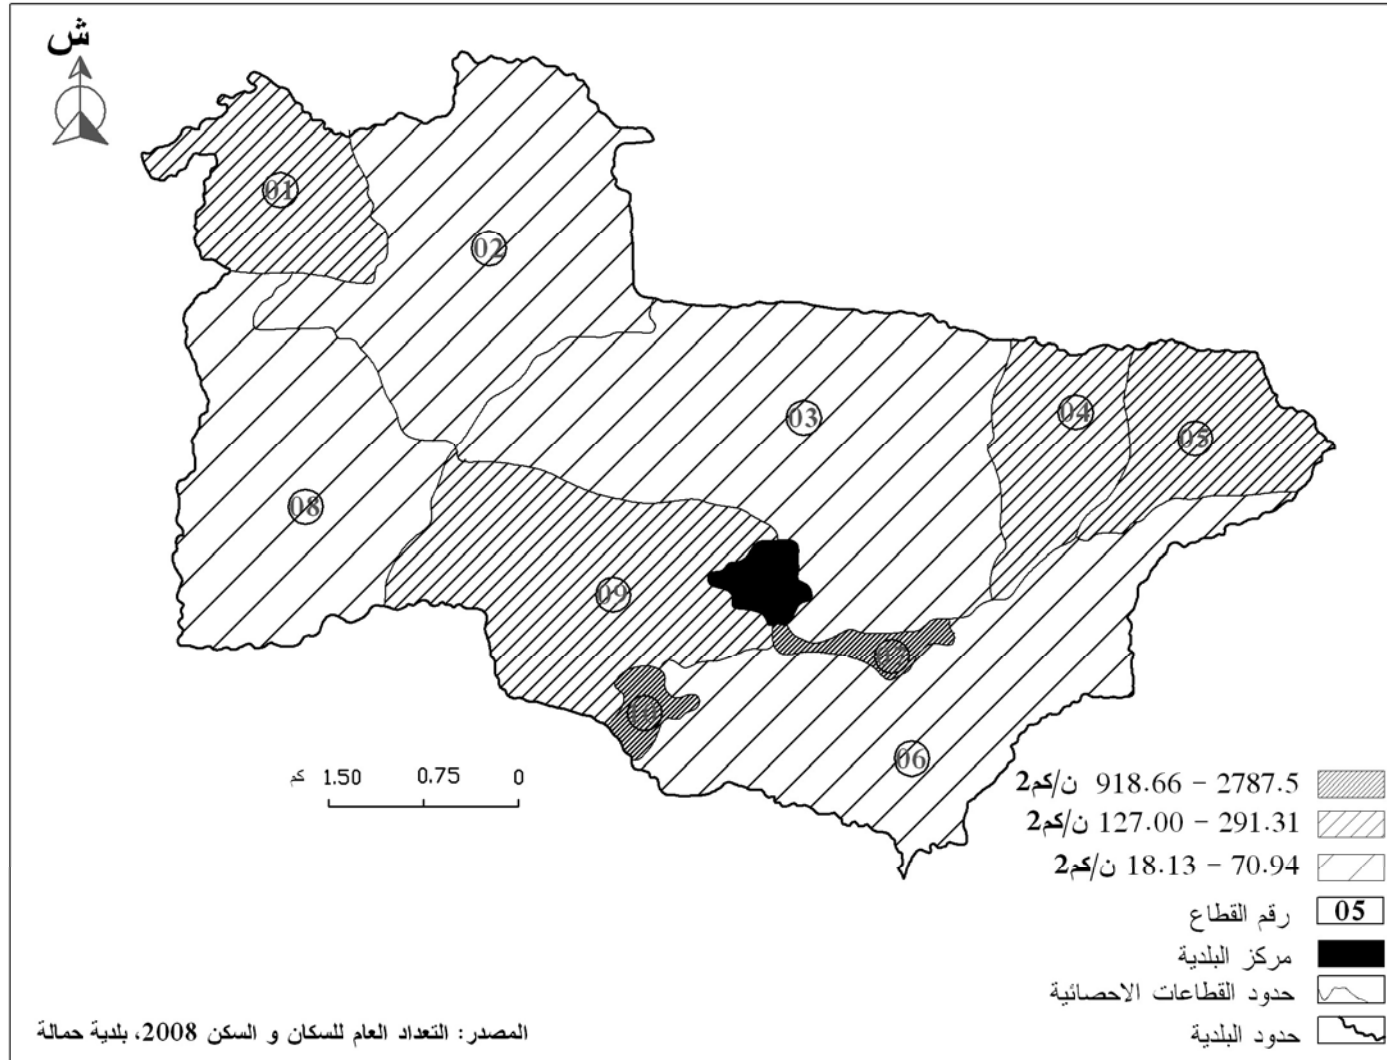 ش
01
02
03
04
05
08
09
06
كم 1.50 0.75 0
918.66 - 2787.5 ن/كم2
127.00 - 291.31 ن/كم2
18.13 - 70.94 ن/كم2
05 رقم القطاع
مركز البلدية
حدود القطاعات الاحصائية
حدود البلدية
المصدر: التعداد العام للسكان و السكن 2008، بلدية حمالة